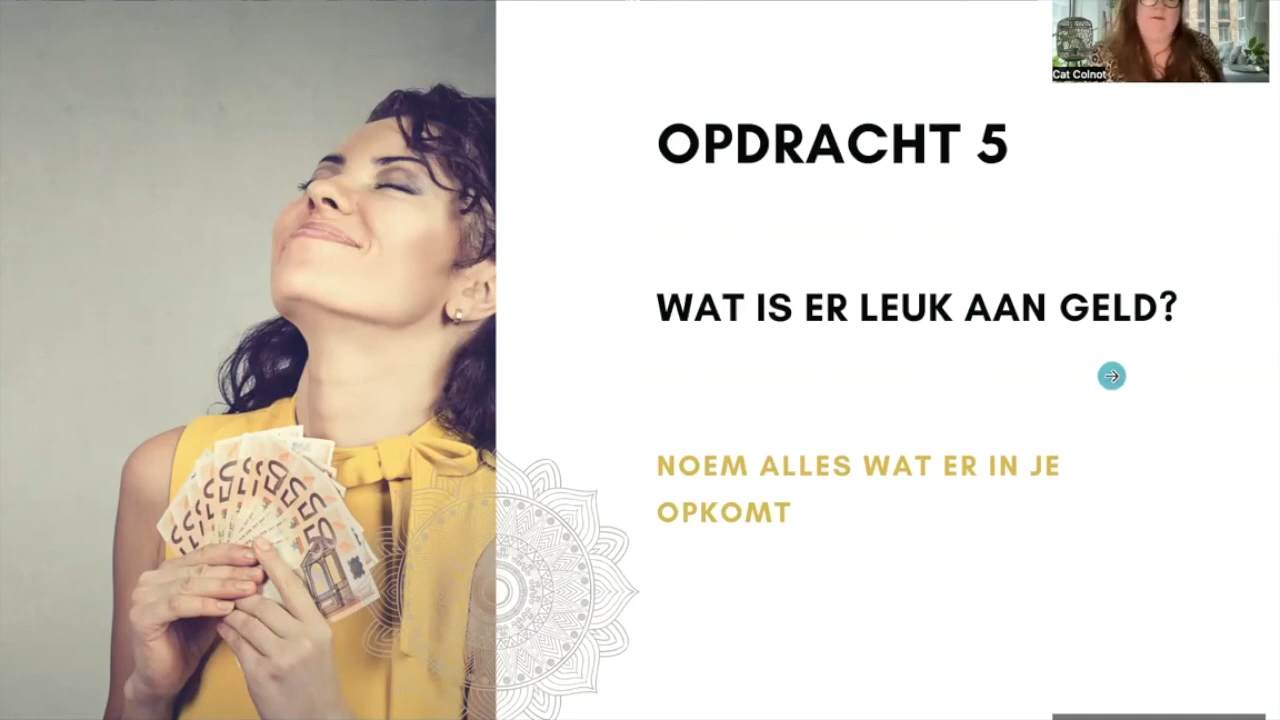 Cat Colnot
OPDRACHT 5
WAT IS ER LEUK AAN GELD?
NOEM ALLES WAT ER IN JE
OPKOMT